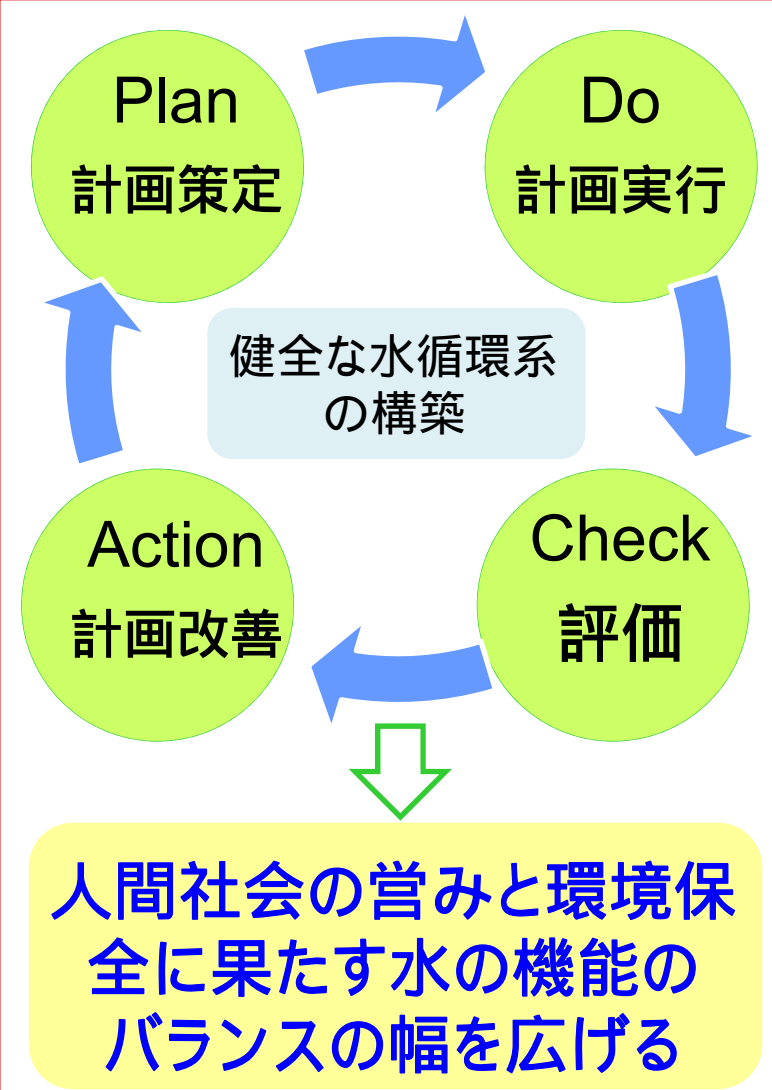 Plan
計画策定
Do
計画実行
健全な水循環系
の構築
Action
計画改善
Check
評価
人間社会の営みと環境保
全に果たす水の機能の
バランスの幅を広げる